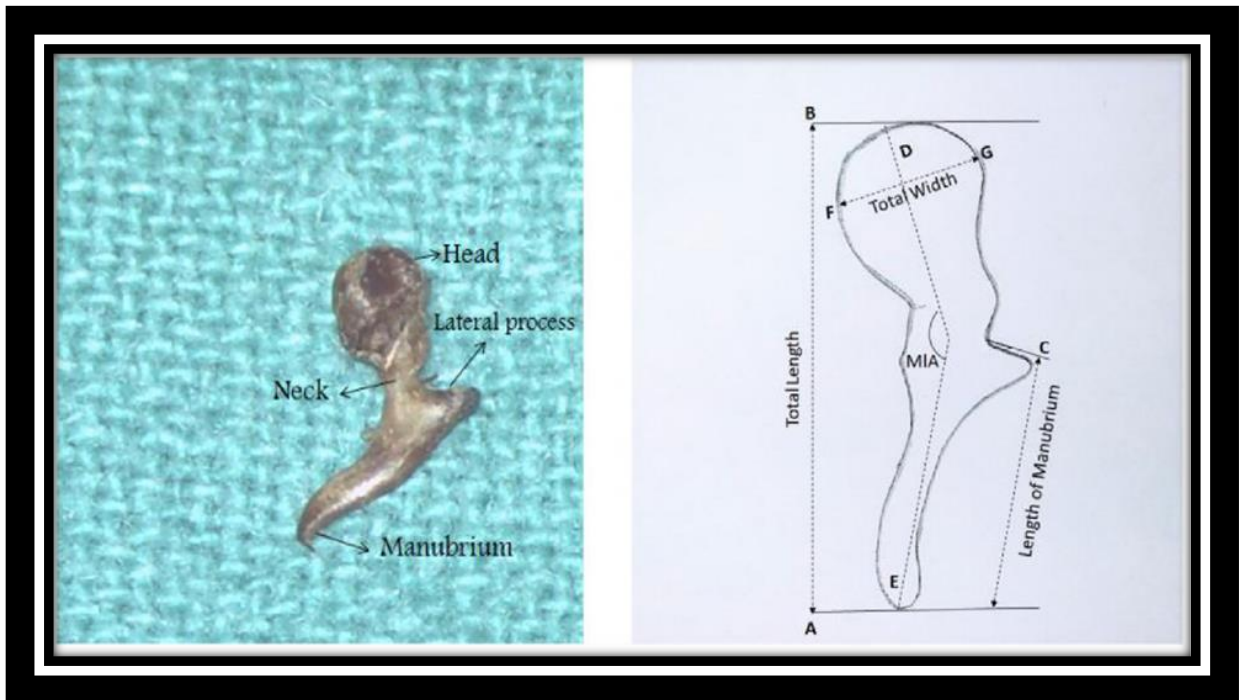 Head
Lateral process
Neck
Manubrium
B
D
G
Total Width
F
Total Length
MIA
C
Length of Manubrium
E
A